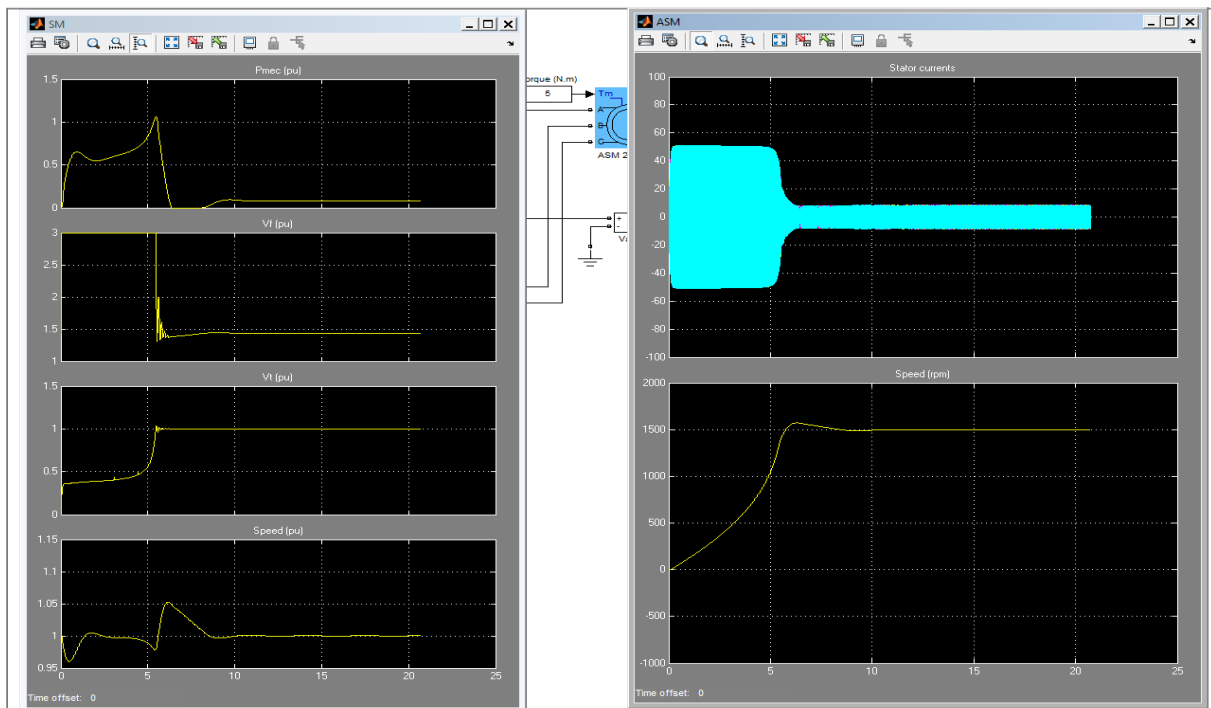 SM
Pmec (pu)
1.5
1
0.5
0
Vf (pu)
3
2.5
2
1.5
1
Vt (pu)
1.5
1
0.5
0
Speed (pu)
1.15
1.1
1.05
1
0.95
0 5 10 15 20 25
Time offset: 0
orque (N.m)
5
Tm
A
B
C
ASM 2
+
-
ASM
Stator currents
100
80
60
40
20
0
-20
-40
-60
-80
-100
Speed (rpm)
2000
1500
1000
500
0
-500
-1000
0 5 10 15 20 25
Time offset: 0